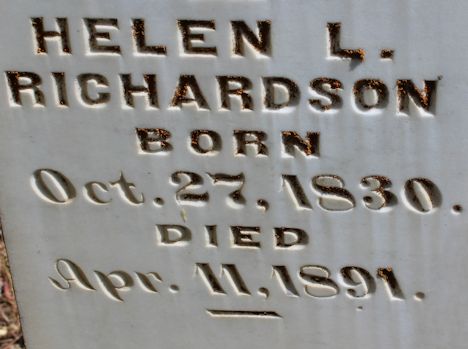 HELEN L.
RICHARDSON
BORN
Oct. 27, 1830.
DIED
Apr. 11, 1891.